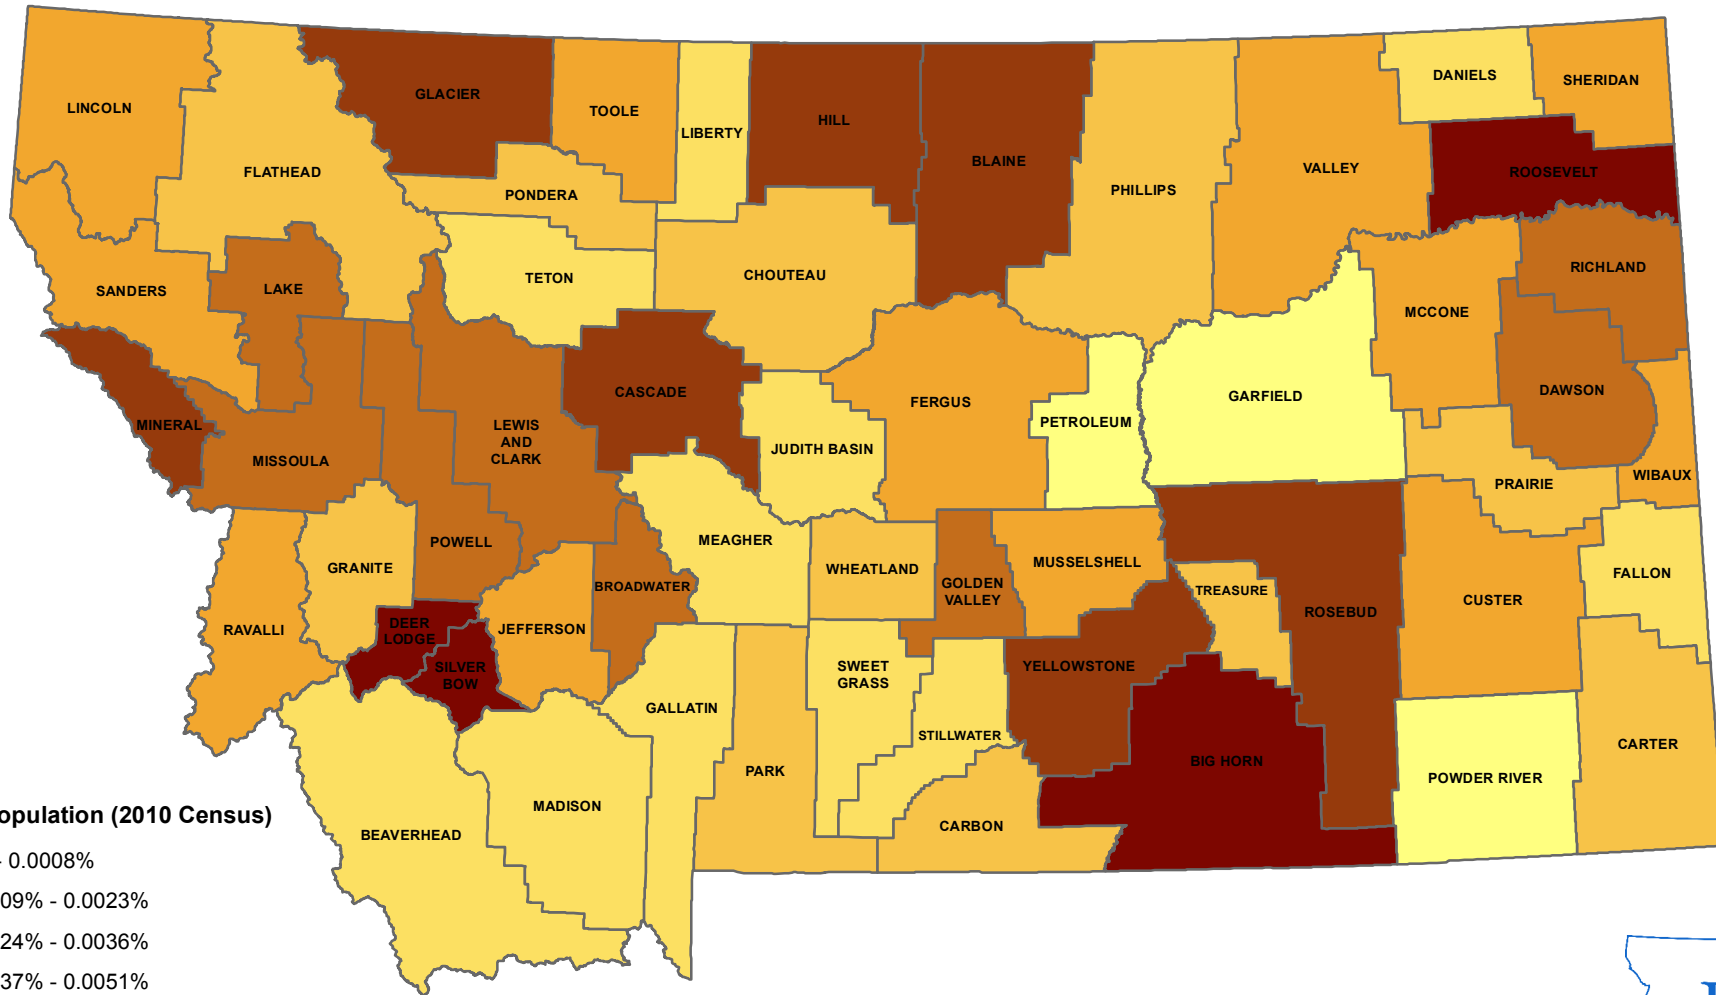 DANIELS
SHERIDAN
GLACIER
LINCOLN
TOOLE
HILL
LIBERTY
BLAINE
VALLEY
ROOSEVELT
FLATHEAD
PHILLIPS
PONDERA
RICHLAND
CHOUTEAU
TETON
LAKE
SANDERS
MCCONE
CASCADE
DAWSON
GARFIELD
FERGUS
PETROLEUM
MINERAL
LEWIS
AND
CLARK
JUDITH BASIN
MISSOULA
WIBAUX
PRAIRIE
POWELL
MEAGHER
MUSSELSHELL
GRANITE
WHEATLAND
FALLON
GOLDEN
VALLEY
BROADWATER
TREASURE
CUSTER
ROSEBUD
DEER
LODGE
RAVALLI
JEFFERSON
SILVER
BOW
SWEET
GRASS
YELLOWSTONE
GALLATIN
STILLWATER
CARTER
BIG HORN
PARK
POWDER RIVER
MADISON
CARBON
BEAVERHEAD
opulation (2010 Census)
- 0.0008%
09% - 0.0023%
24% - 0.0036%
37% - 0.0051%